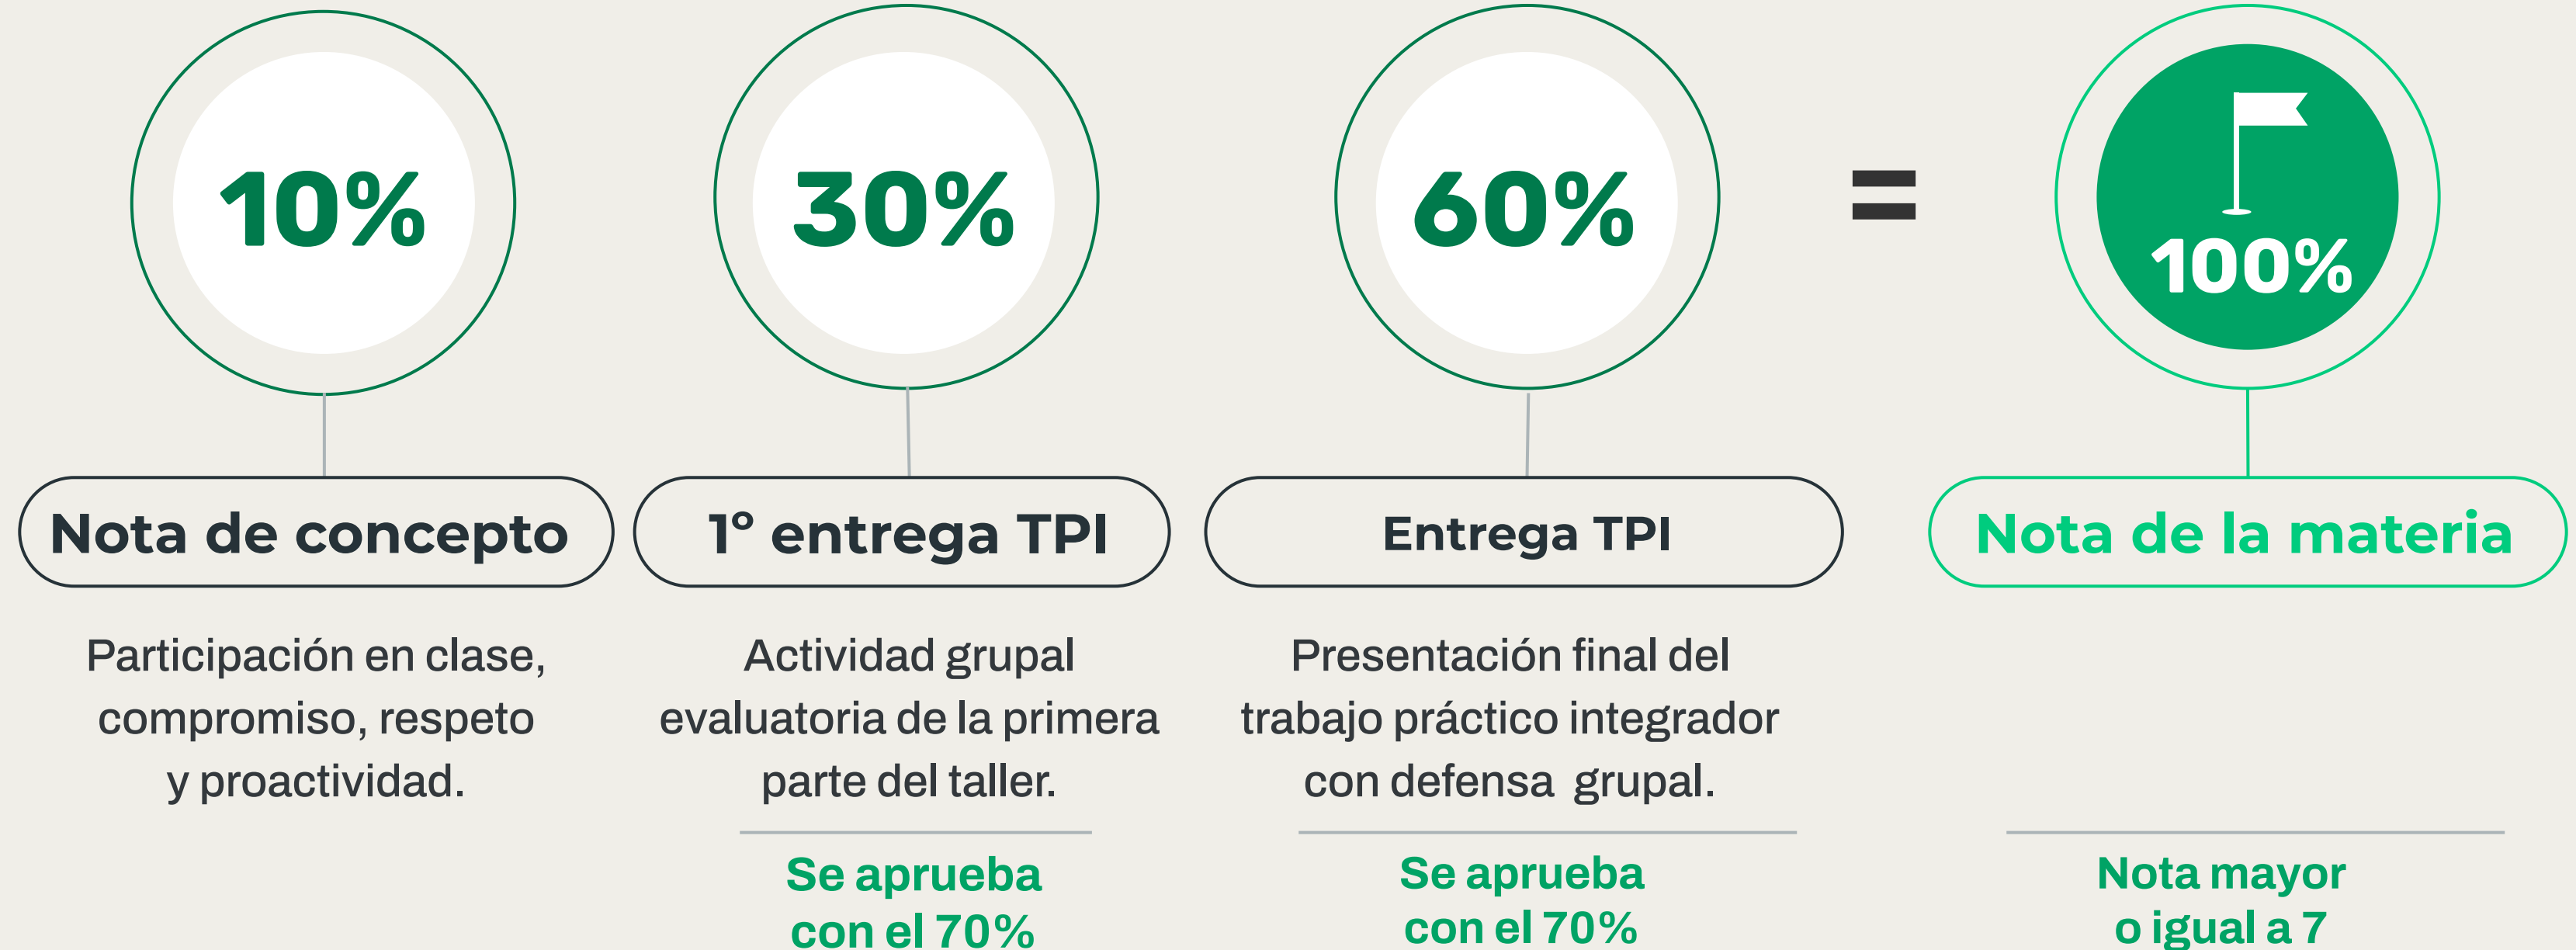 10%
30%
60%
=
100%
Nota de concepto
1º entrega TPI
Entrega TPI
Nota de la materia
Participación en clase,
compromiso, respeto
y proactividad.
Actividad grupal
evaluatoria de la primera
parte del taller.
Presentación final del
trabajo práctico integrador
con defensa grupal.
Se aprueba
con el 70%
Se aprueba
con el 70%
Nota mayor
o igual a 7